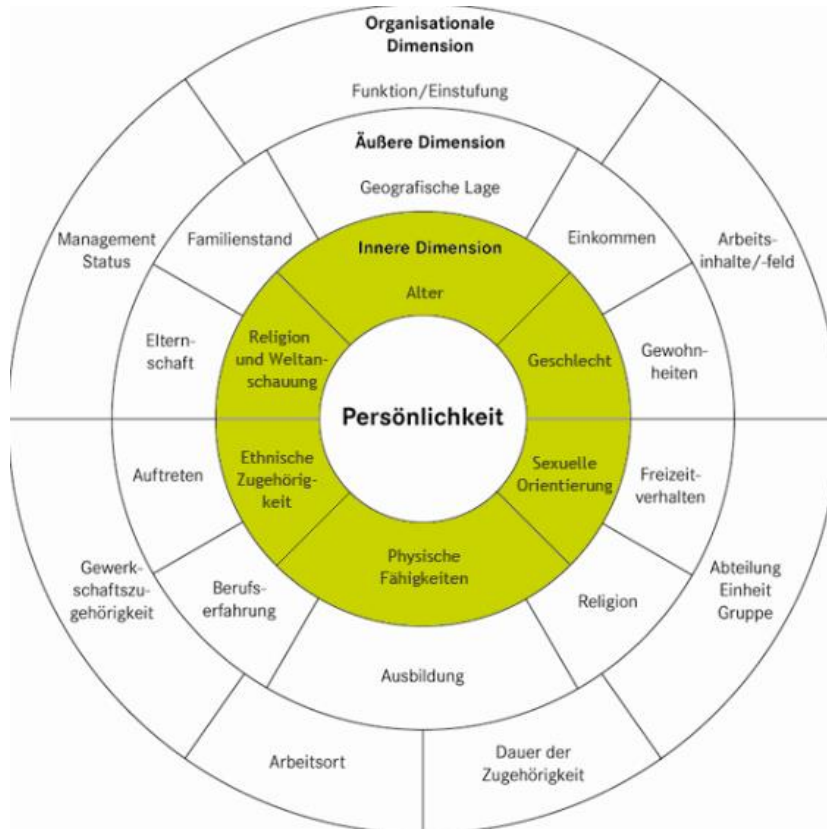 Organisationale
Dimension
Funktion/Einstufung
Äußere Dimension
Geografische Lage
Familienstand
Einkommen
Management
Status
Arbeits-
inhalte/-feld
Innere Dimension
Alter
Eltern-
schaft
Religion
und Weltan-
schauung
Geschlecht
Gewohn-
heiten
Persönlichkeit
Auftreten
Ethnische
Zugehörig-
keit
Sexuelle
Orientierung
Freizeit-
verhalten
Gewerk-
schaftszu-
gehörigkeit
Berufs-
erfahrung
Physische
Fähigkeiten
Religion
Abteilung
Einheit
Gruppe
Ausbildung
Arbeitsort
Dauer der
Zugehörigkeit